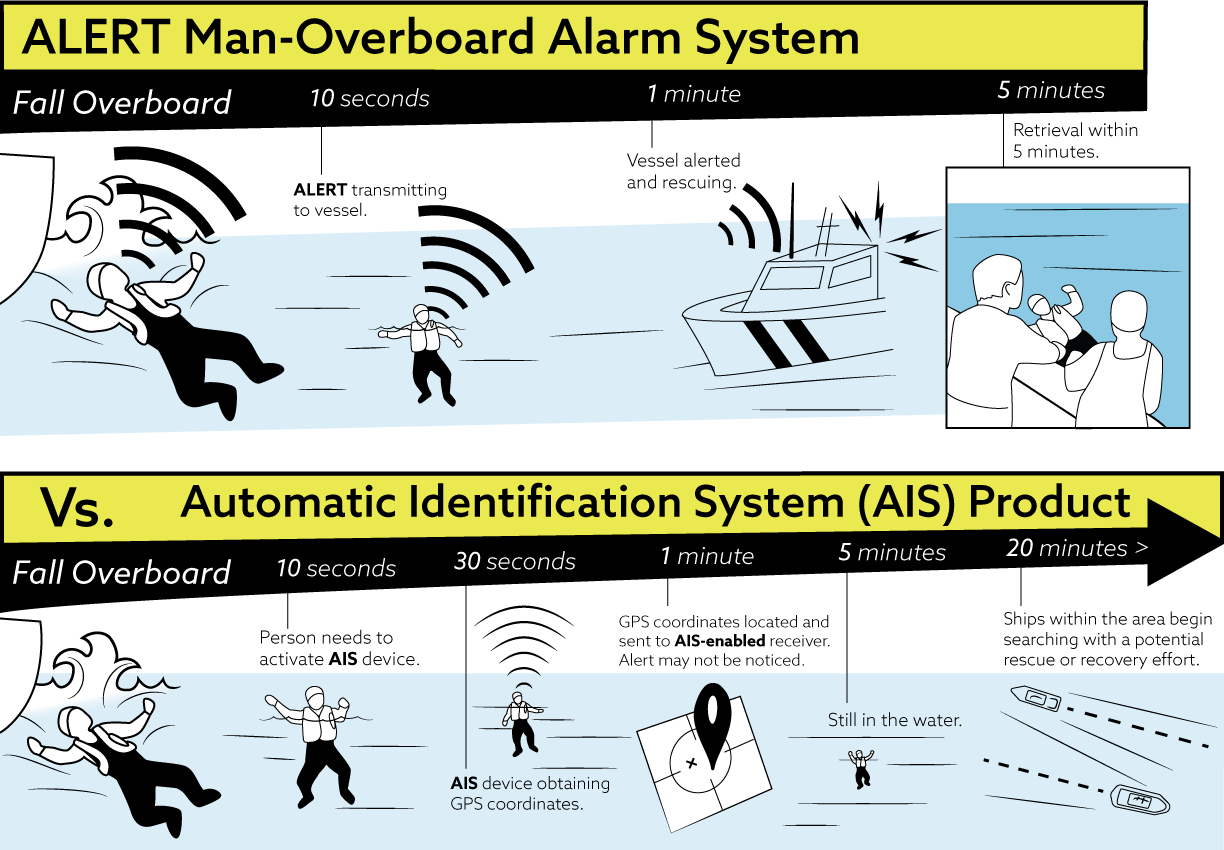 ALERT Man-Overboard Alarm System
Fall Overboard
10 seconds
1 minute
5 minutes
ALERT transmitting
to vessel.
Vessel alerted
and rescuing.
Retrieval within
5 minutes.
Vs.
Automatic Identification System (AIS) Product
Fall Overboard
10 seconds
30 seconds
1 minute
5 minutes
20 minutes >
Person needs to
activate AIS device.
AIS device obtaining
GPS coordinates.
GPS coordinates located and
sent to AIS-enabled receiver.
Alert may not be noticed.
Still in the water.
Ships within the area begin
searching with a potential
rescue or recovery effort.